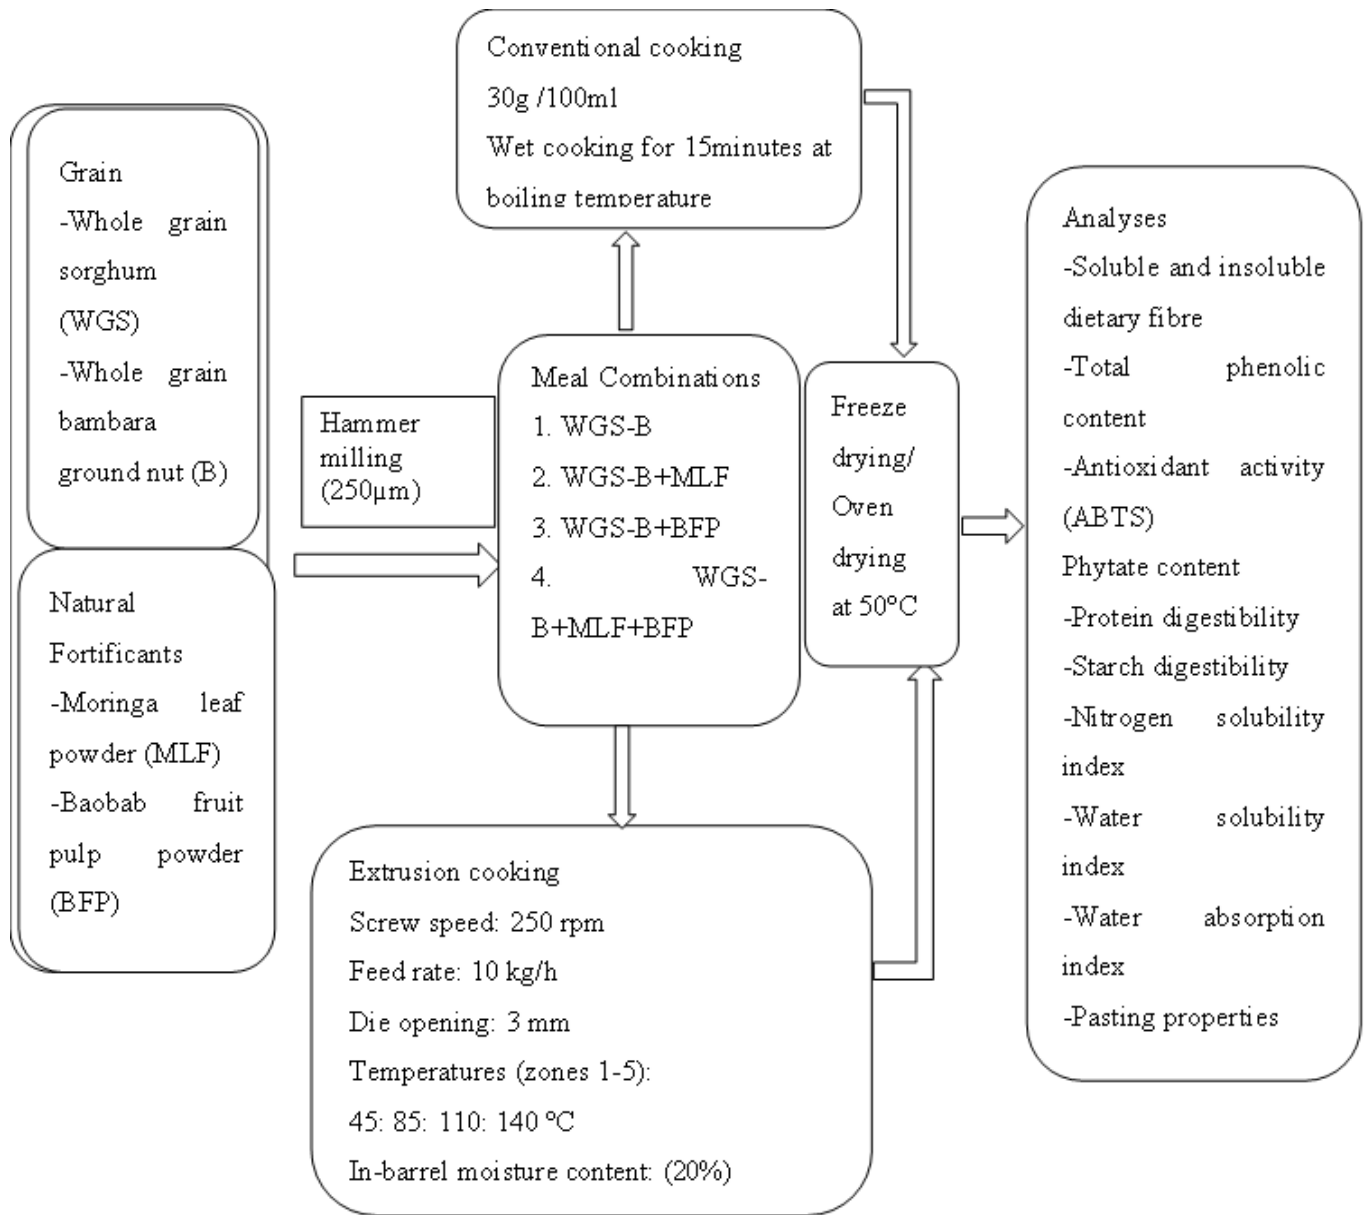 Grain
-Whole grain
sorghum
(WGS)
-Whole grain
bambara
ground nut (B)
Natural
Fortificants
-Moringa leaf
powder (MLF)
-Baobab fruit
pulp powder
(BFP)
Hammer
milling
(250µm)
Conventional cooking
30g /100ml
Wet cooking for 15minutes at
boiling temperature
Meal Combinations
1. WGS-B
2. WGS-B+MLF
3. WGS-B+BFP
4. WGS-
B+MLF+BFP
Extrusion cooking
Screw speed: 250 rpm
Feed rate: 10 kg/h
Die opening: 3 mm
Temperatures (zones 1-5):
45: 85: 110: 140 °C
In-barrel moisture content: (20%)
Freeze
drying/
Oven
drying
at 50°C
Analyses
-Soluble and insoluble
dietary fibre
-Total phenolic
content
-Antioxidant activity
(ABTS)
Phytate content
-Protein digestibility
-Starch digestibility
-Nitrogen solubility
index
-Water solubility
index
-Water absorption
index
-Pasting properties